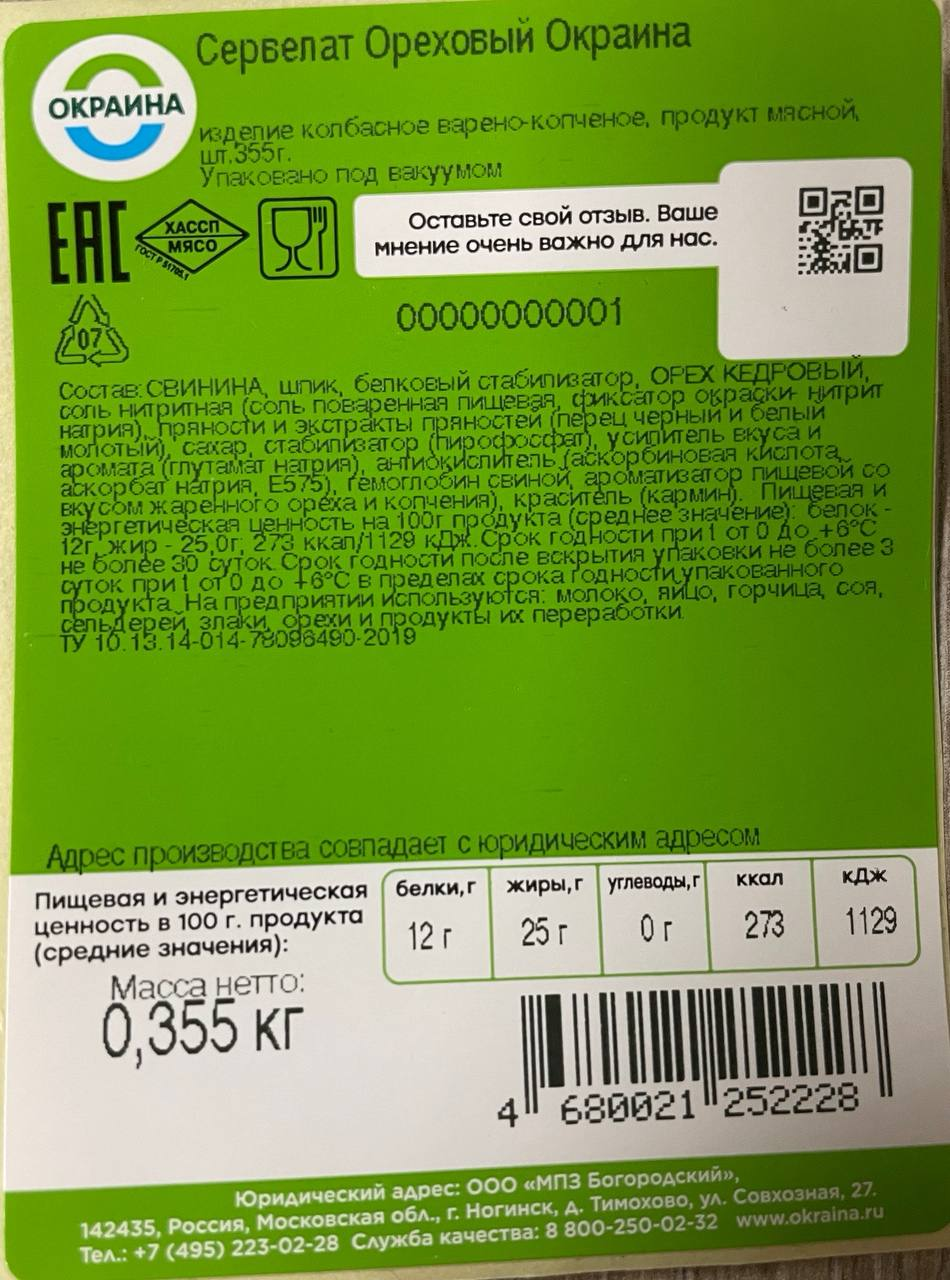 Сервелат Ореховый Окраина
ОКРАИНА
изделие колбасное варено-копченое, продукт мясной,
шт.355г.
Упаковано под вакуумом
EAC
ХАССП
МЯСО
ГОСТ Р 51705.1
Оставьте свой отзыв. Ваше
мнение очень важно для нас.
07
00000000001
Состав: СВИНИНА, шпик, белковый стабилизатор, ОРЕХ КЕДРОВЫЙ,
соль нитритная (соль поваренная пищевая, фиксатор окраски- нитрит
натрия), пряности и экстракты пряностей (перец черный и белый
молотый), сахар, стабилизатор (пирофосфат), усилитель вкуса и
аромата (глутамат натрия), антиокислитель (аскорбиновая кислота,
аскорбат натрия, Е575), гемоглобин свиной, ароматизатор пищевой со
вкусом жаренного ореха и копчения), краситель (кармин). Пищевая и
энергетическая ценность на 100г продукта (среднее значение): белок -
12г, жир - 25,0г; 273 ккал/1129 кДж. Срок годности при t от 0 до +6°С
не более 30 суток. Срок годности после вскрытия упаковки не более 3
суток при t от 0 до +6°С в пределах срока годности упакованного
продукта. На предприятии используются: молоко, яйцо, горчица, соя,
сельдерей, злаки, орехи и продукты их переработки.
ТУ 10.13.14-014-78096490-2019
Адрес производства совпадает с юридическим адресом
Пищевая и энергетическая
ценность в 100 г. продукта
(средние значения):
белки, г жиры, г углеводы, г ккал кДж
12 г 25 г 0 г 273 1129
Масса нетто:
0,355 кг
4 680021 252228
Юридический адрес: ООО «МПЗ Богородский»,
142435, Россия, Московская обл., г. Ногинск, д. Тимохово, ул. Совхозная, 27.
Тел.: +7 (495) 223-02-28 Служба качества: 8 800-250-02-32 www.okraina.ru